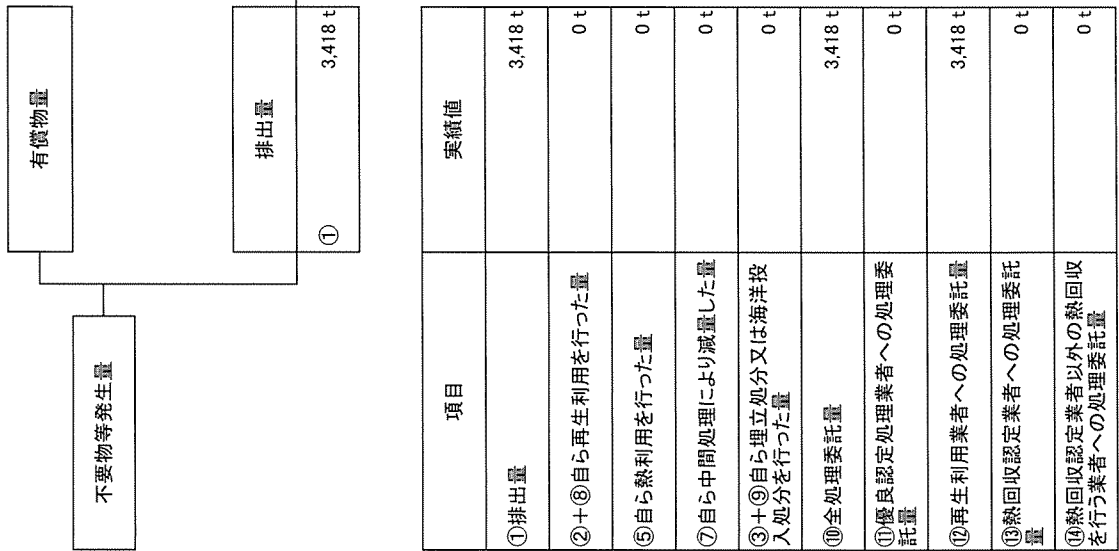 有償物量
不要物等発生量
排出量
① 3,418 t
項目 実績値
①排出量 3,418 t
②+⑧自ら再生利用を行った量 0 t
⑤自ら熱利用を行った量 0 t
⑦自ら中間処理により減量した量 0 t
③+⑨自ら埋立処分又は海洋投
入処分を行った量 0 t
⑩全処理委託量 3,418 t
⑪優良認定処理業者への処理委
託量 0 t
⑫再生利用業者への処理委託量 3,418 t
⑬熱回収認定業者への処理委託
量 0 t
⑭熱回収認定業者以外の熱回収
を行う業者への処理委託量 0 t